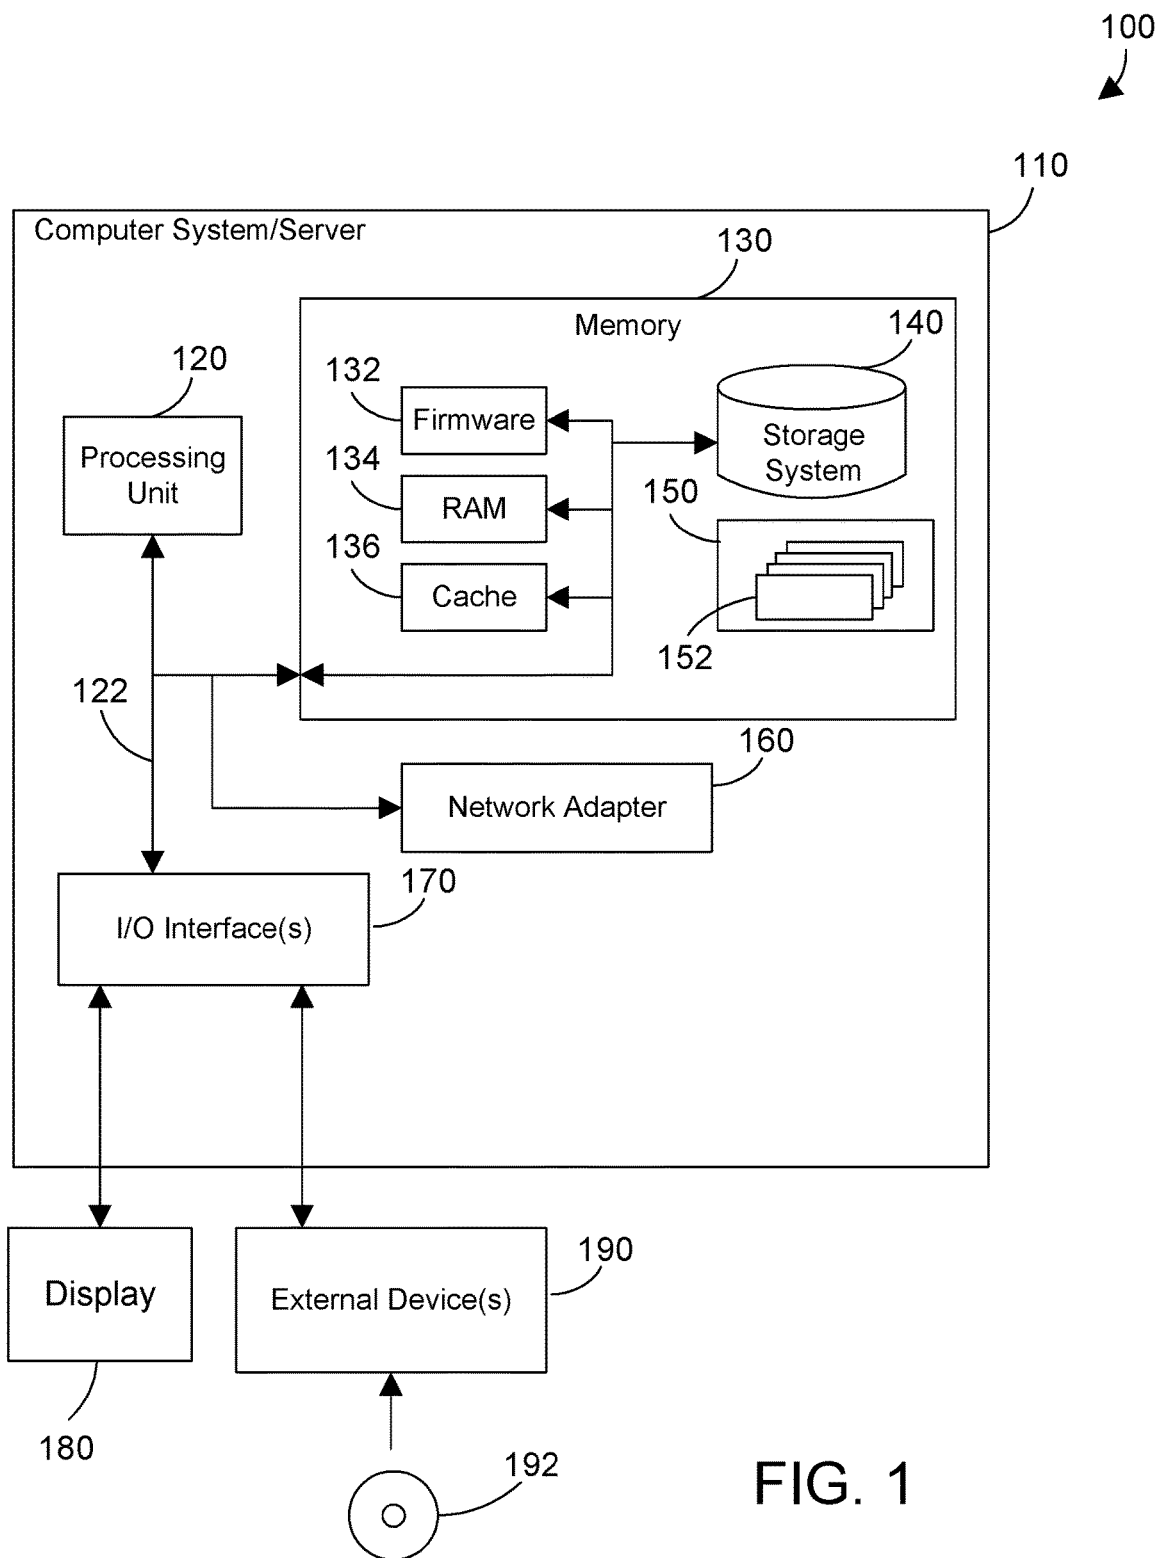 100
110
Computer System/Server
130
Memory
140
120
132
Firmware
Processing
Unit
Storage
System
134
RAM
150
136
Cache
152
122
160
Network Adapter
170
I/O Interface(s)
190
Display
External Device(s)
180
192
FIG. 1